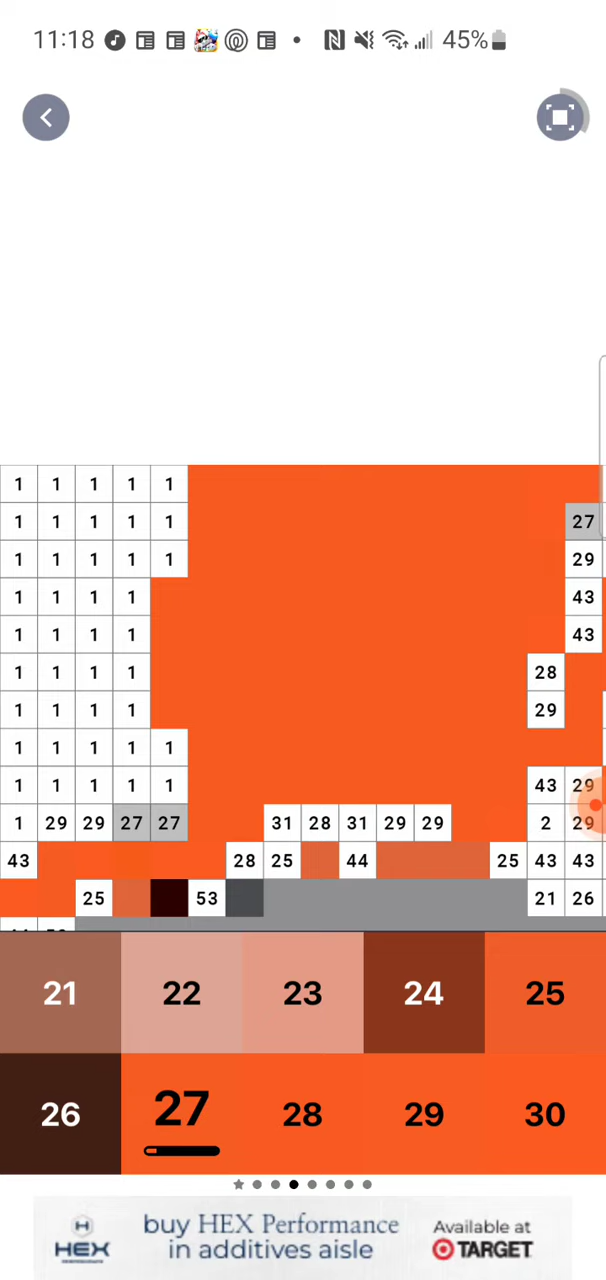 11:18 45%
1 1 1 1 1
1 1 1 1 1 27
1 1 1 1 1 29
1 1 1 1 43
1 1 1 1 43
1 1 1 1 28
1 1 1 1 29
1 1 1 1 1
1 1 1 1 1 43 29
1 29 29 27 27 31 28 31 29 29 2 29
43 28 25 44 25 43 43
25 53 21 26
21 22 23 24 25
26 27 28 29 30
H
HEX
buy HEX Performance
in additives aisle
Available at
TARGET